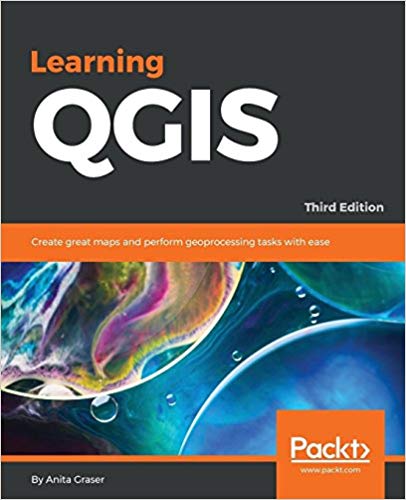 Learning
QGIS
Third Edition
Create great maps and perform geoprocessing tasks with ease
By Anita Graser
Packt>
www.packt.com